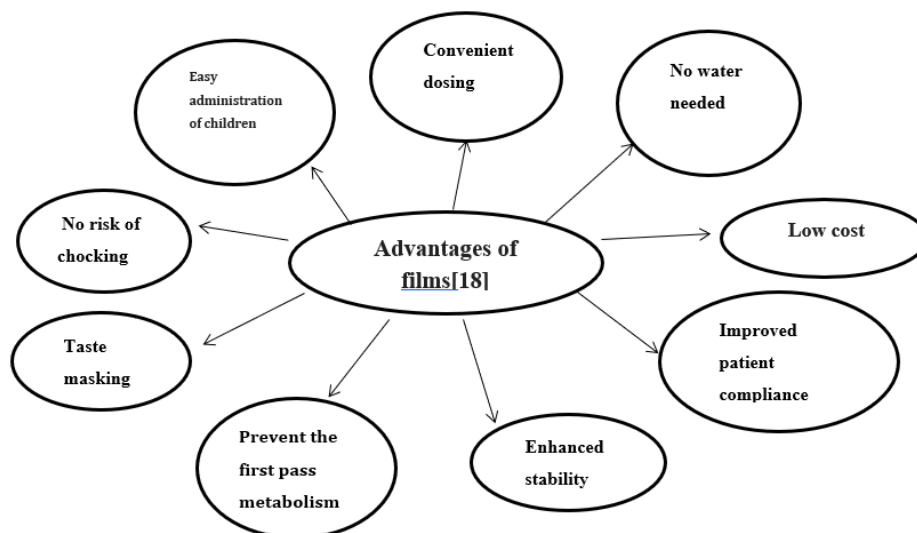 Convenient
dosing
No water
needed
Easy
administration
of children
No risk of
chocking
Advantages of
films[18]
Low cost
Taste
masking
Improved
patient
compliance
Prevent the
first pass
metabolism
Enhanced
stability